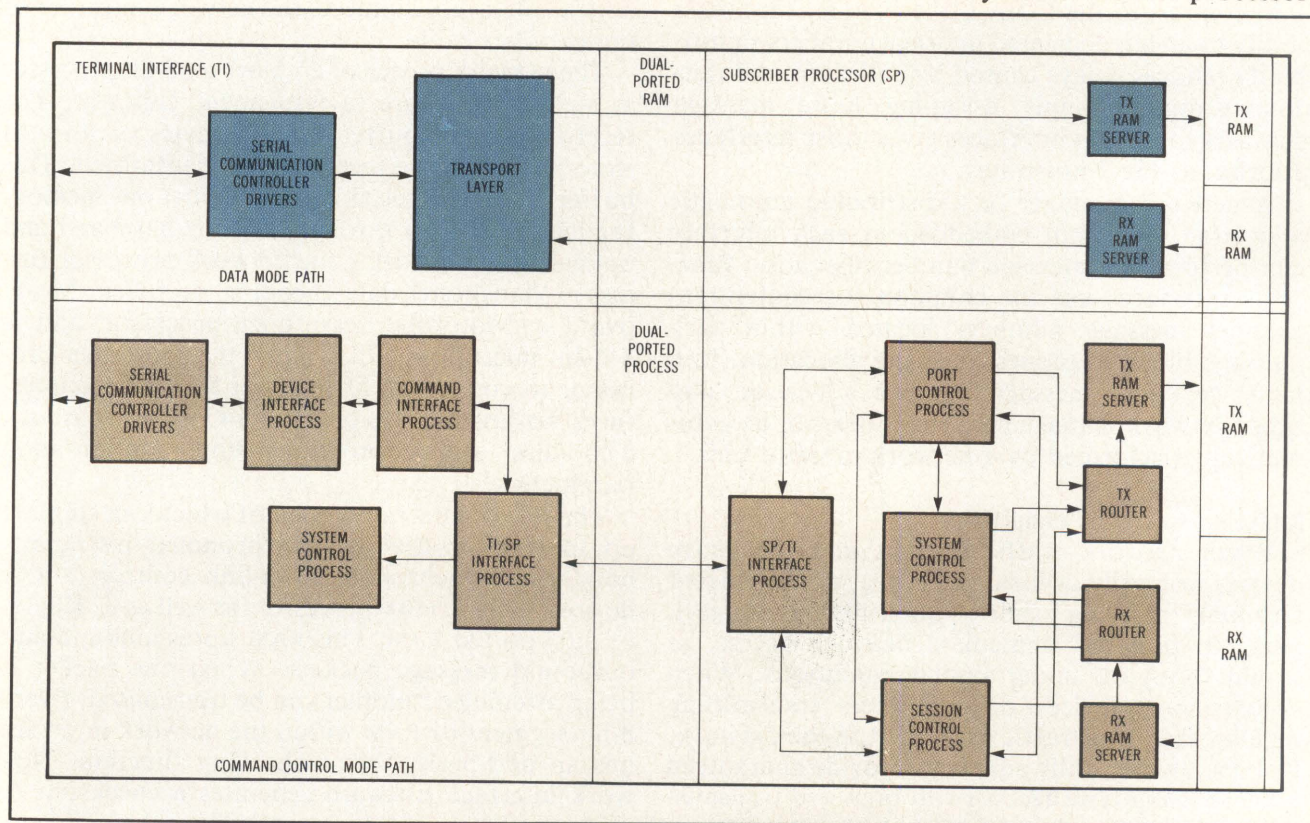 TERMINAL INTERFACE (TI)
DUAL-
PORTED
RAM
SUBSCRIBER PROCESSOR (SP)
SERIAL
COMMUNICATION
CONTROLLER
DRIVERS
TRANSPORT
LAYER
TX
RAM
SERVER
TX
RAM
RX
RAM
SERVER
RX
RAM
DATA MODE PATH
DUAL-
PORTED
PROCESS
SERIAL
COMMUNICATION
CONTROLLER
DRIVERS
DEVICE
INTERFACE
PROCESS
COMMAND
INTERFACE
PROCESS
PORT
CONTROL
PROCESS
TX
RAM
SERVER
TX
RAM
SYSTEM
CONTROL
PROCESS
TI/SP
INTERFACE
PROCESS
SP/TI
INTERFACE
PROCESS
SYSTEM
CONTROL
PROCESS
TX
ROUTER
RX
ROUTER
RX
RAM
SESSION
CONTROL
PROCESS
RX
RAM
SERVER
COMMAND CONTROL MODE PATH